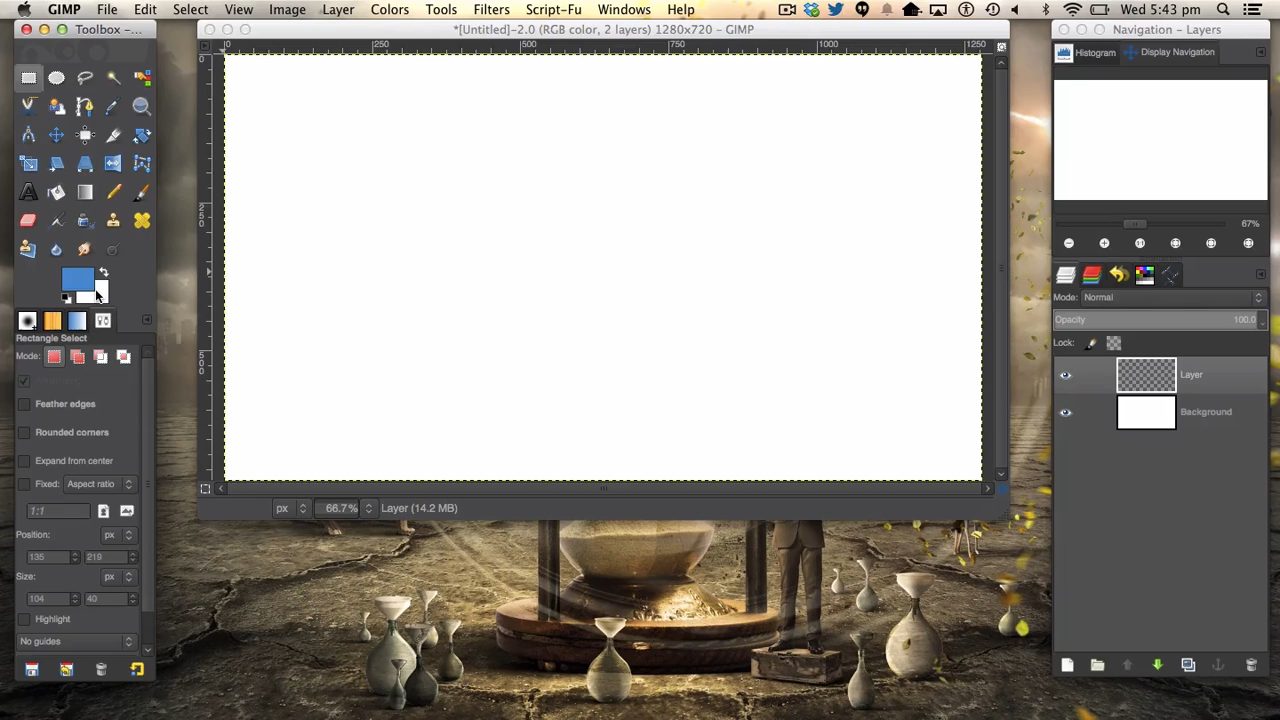 GIMP File Edit Select View Image Layer Colors Tools Filters Script-Fu Windows Help Wed 5:43 pm
Toolbox –...
*[Untitled]-2.0 (RGB color, 2 layers) 1280x720 – GIMP
Navigation – Layers
0 250 500 750 1000 1250
Histogram Display Navigation
0
250
500
67%
Mode: Normal
Opacity 100.0
Lock:
Layer
Background
Rectangle Select
Mode:
Feather edges
Rounded corners
Expand from center
Fixed: Aspect ratio
1:1
Position: px
135 219
Size: px
104 40
Highlight
No guides
px 66.7% Layer (14.2 MB)